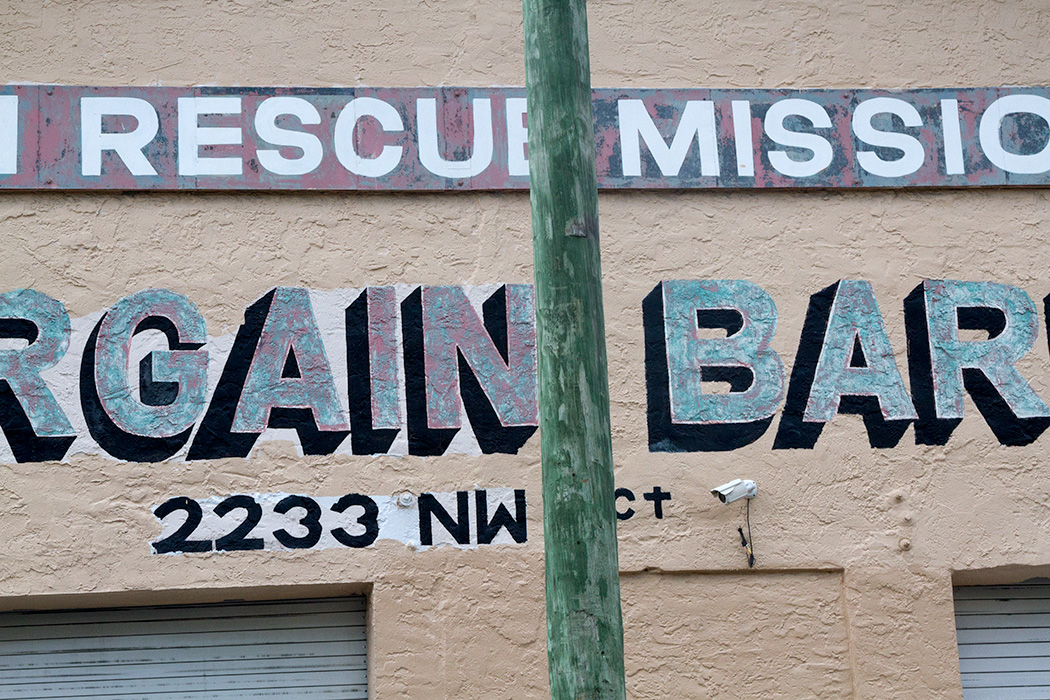 RESCUE MISSIO
RGAIN BAR
2233 NW CT